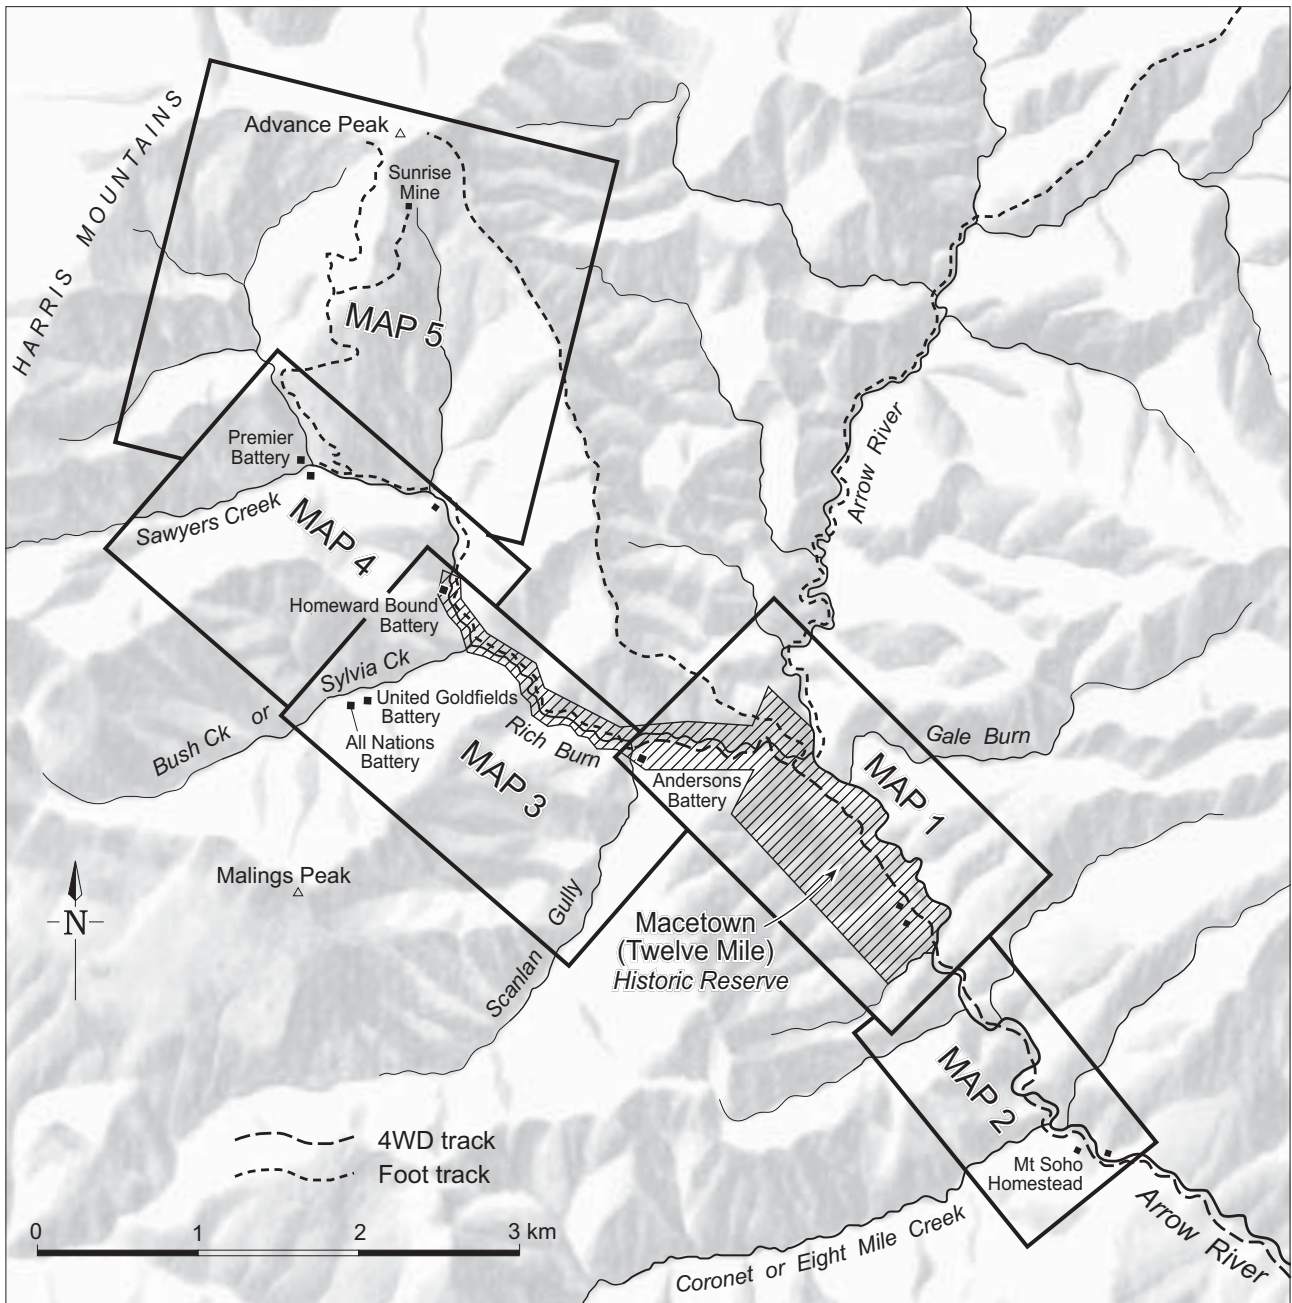 Advance Peak
Sunrise
Mine
HARRIS MOUNTAINS
MAP 5
Arrow River
Premier
Battery
Sawyers Creek
MAP 4
Homeward Bound
Battery
Sylvia Ck
Bush Ck or
United Goldfields
Battery
All Nations
Battery
Rich Burn
MAP 3
Gale Burn
MAP 1
Andersons
Battery
Malings Peak
N
Scanlan Gully
Macetown
(Twelve Mile)
Historic Reserve
MAP 2
4WD track
Foot track
Mt Soho
Homestead
Arrow River
0 1 2 3 km
Coronet or Eight Mile Creek